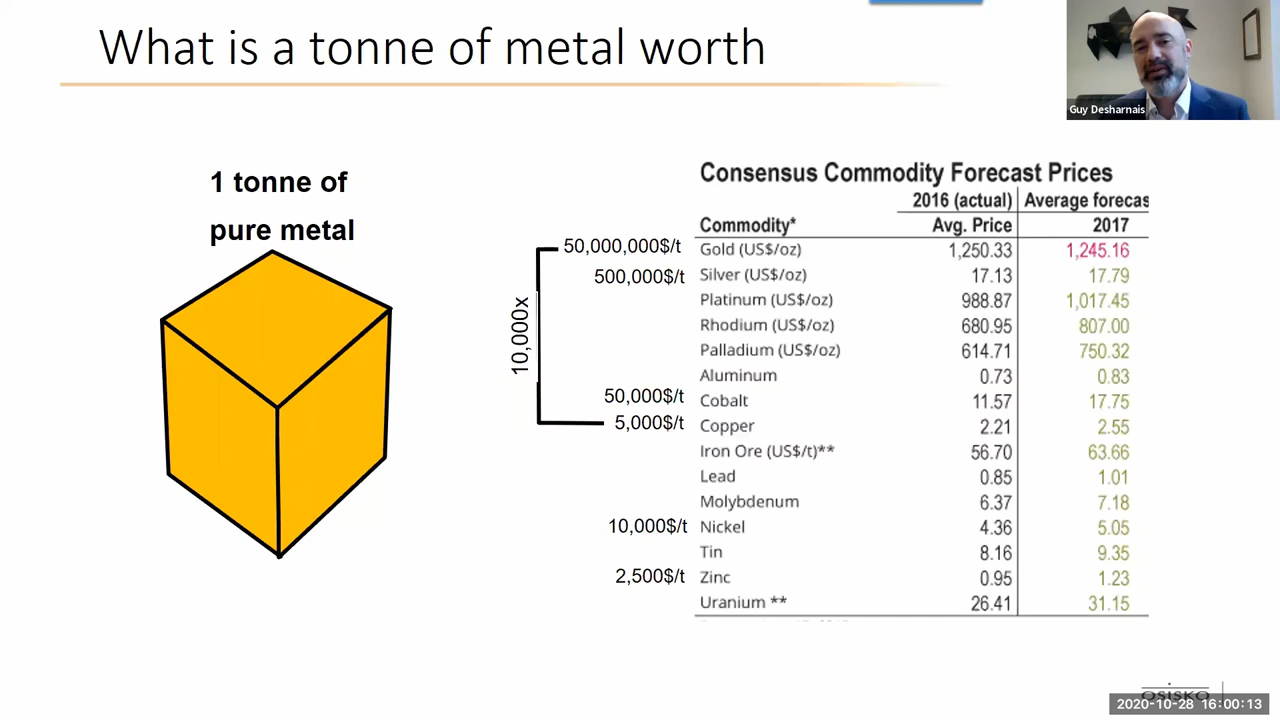 What is a tonne of metal worth
Guy Desharnais
1 tonne of
pure metal
10,000x
50,000,000$/t
500,000$/t
50,000$/t
5,000$/t
10,000$/t
2,500$/t
Consensus Commodity Forecast Prices
2016 (actual) Average forecas
Commodity* Avg. Price 2017
Gold (US$/oz) 1,250.33 1,245.16
Silver (US$/oz) 17.13 17.79
Platinum (US$/oz) 988.87 1,017.45
Rhodium (US$/oz) 680.95 807.00
Palladium (US$/oz) 614.71 750.32
Aluminum 0.73 0.83
Cobalt 11.57 17.75
Copper 2.21 2.55
Iron Ore (US$/t)** 56.70 63.66
Lead 0.85 1.01
Molybdenum 6.37 7.18
Nickel 4.36 5.05
Tin 8.16 9.35
Zinc 0.95 1.23
Uranium ** 26.41 31.15
OSISKO
2020-10-28 16:00:13